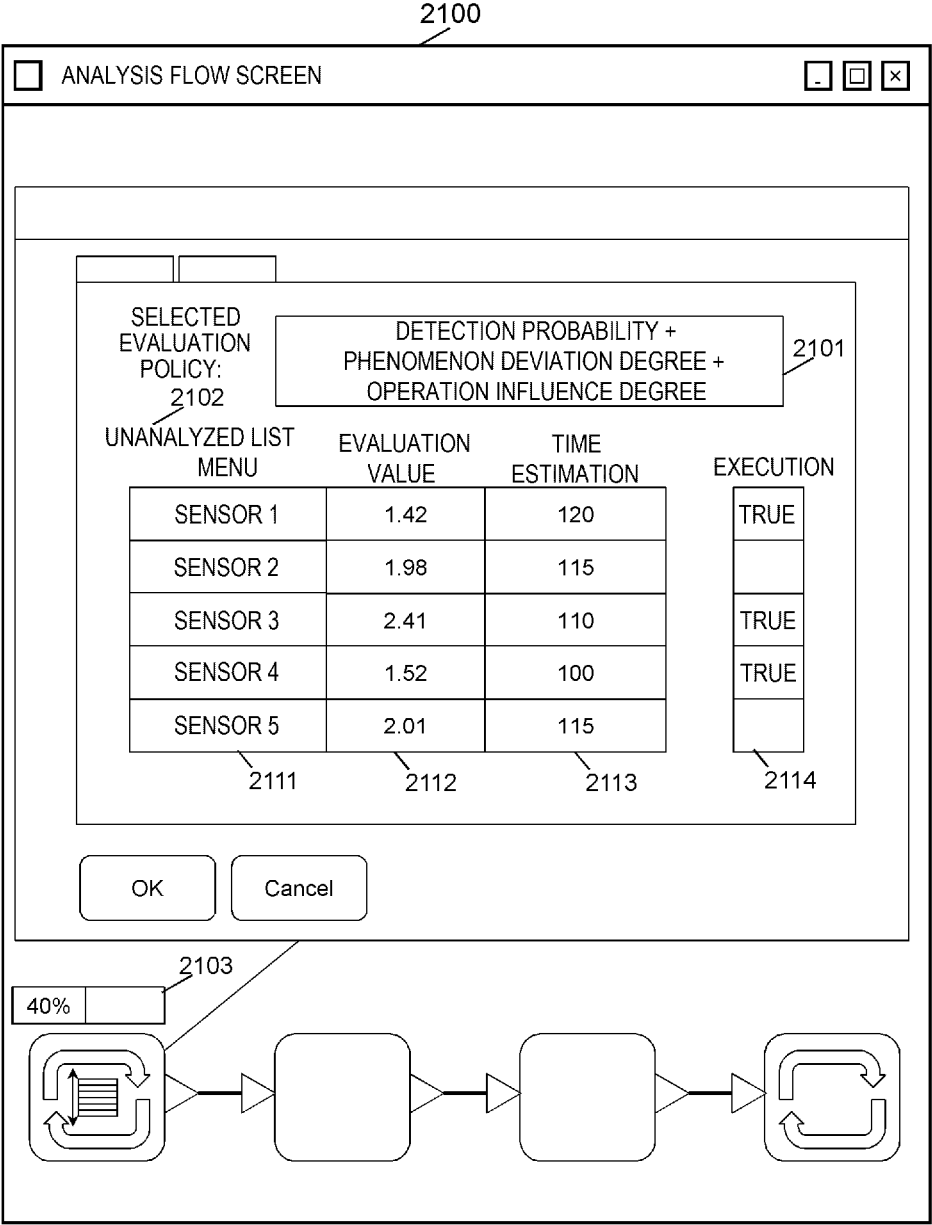 2100
ANALYSIS FLOW SCREEN
SELECTED
EVALUATION
POLICY:
DETECTION PROBABILITY +
PHENOMENON DEVIATION DEGREE +
OPERATION INFLUENCE DEGREE
2101
2102
UNANALYZED LIST
MENU
EVALUATION
VALUE
TIME
ESTIMATION
EXECUTION
SENSOR 1 1.42 120 TRUE
SENSOR 2 1.98 115
SENSOR 3 2.41 110 TRUE
SENSOR 4 1.52 100 TRUE
SENSOR 5 2.01 115
2111 2112 2113 2114
OK Cancel
2103
40%